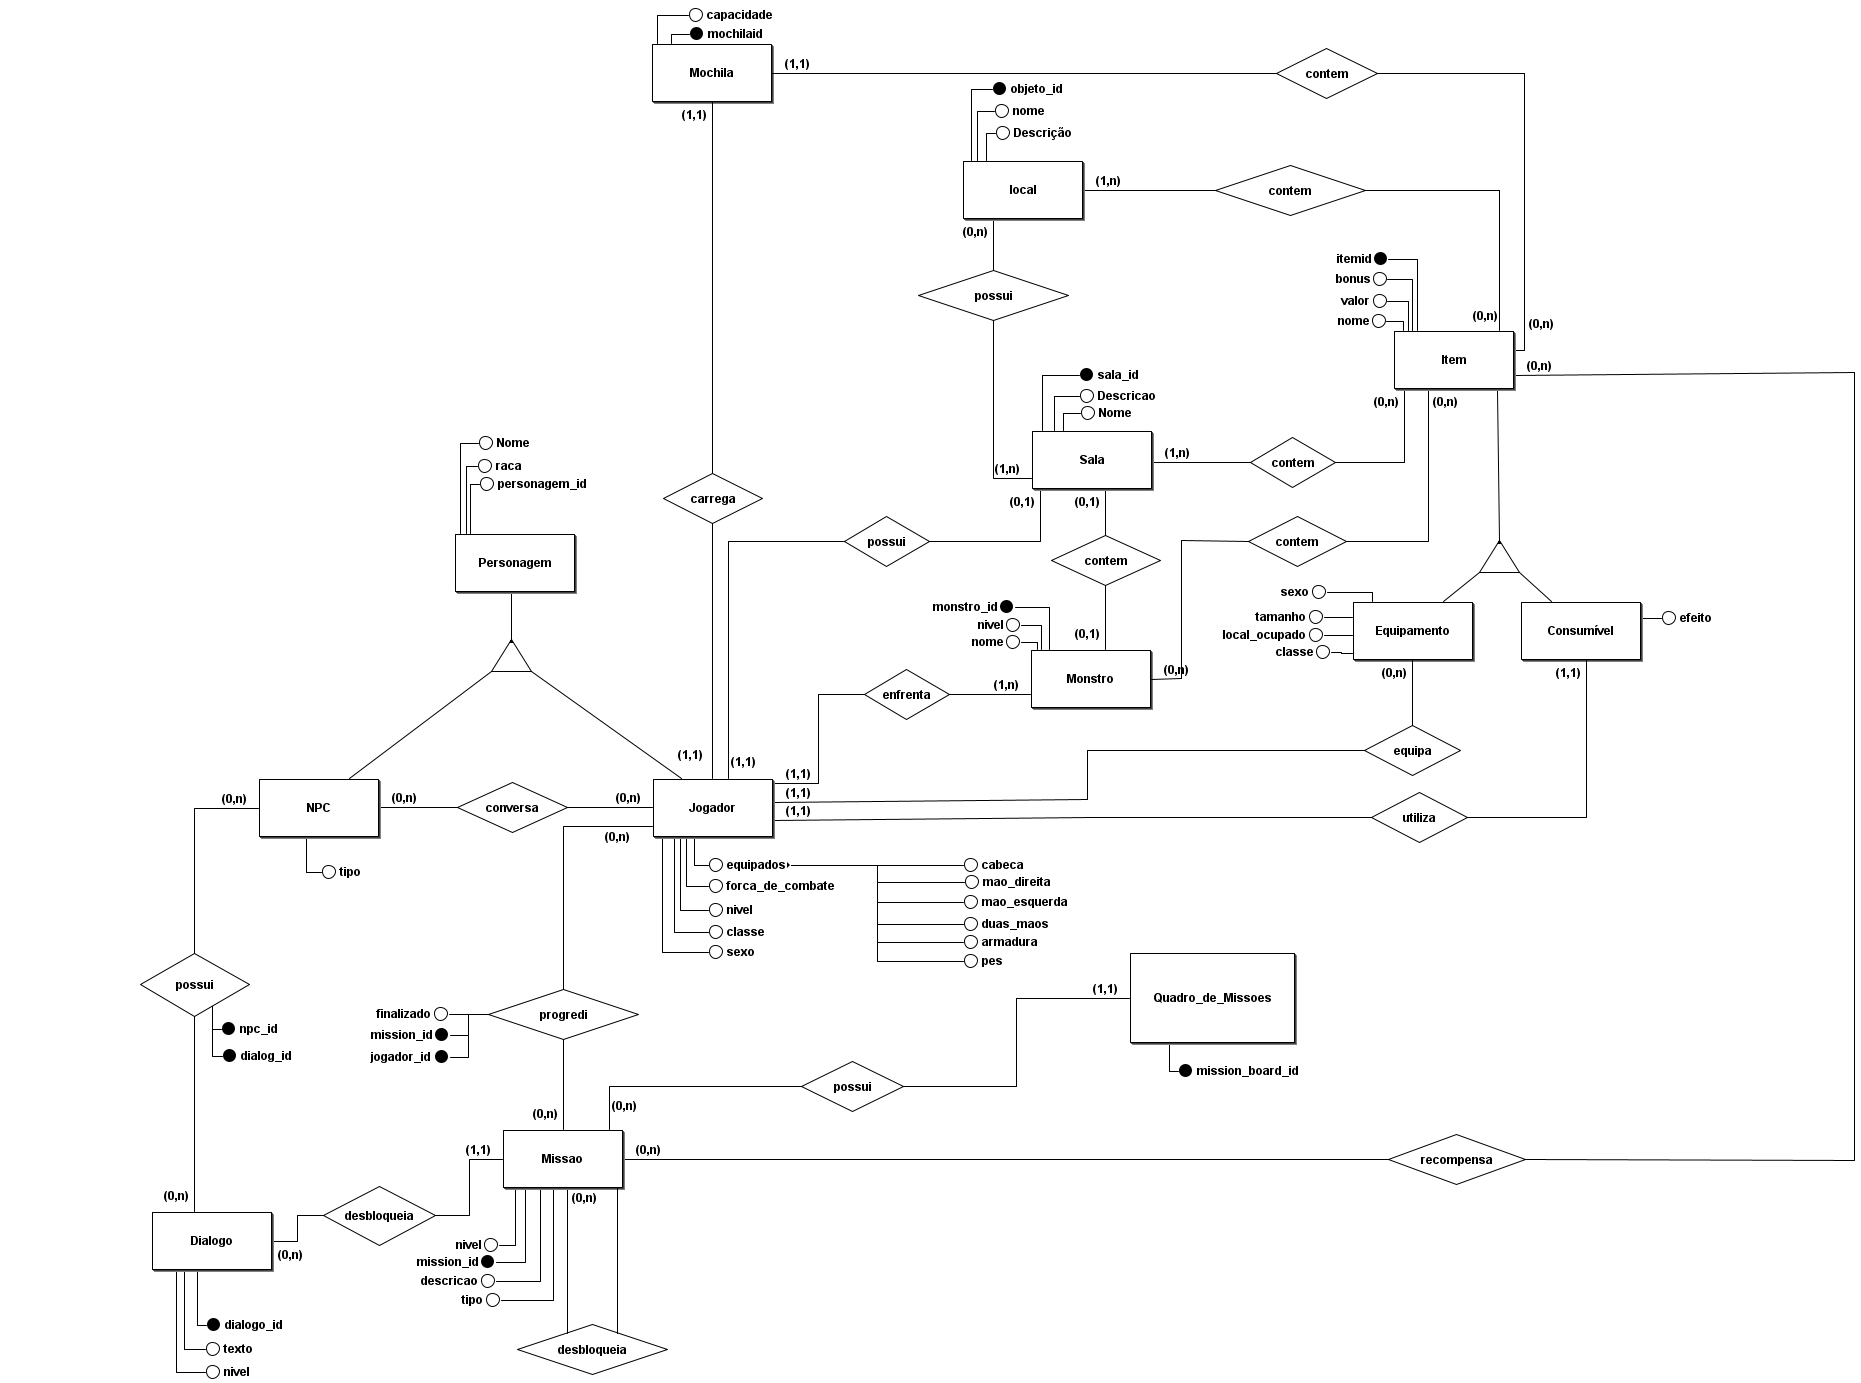 capacidade
mochilaid
Mochila
(1,1)
contem
(1,1)
objeto_id
nome
Descrição
local
(1,n)
contem
(0,n)
possui
itemid
bonus
valor
nome
(0,n)
(0,n)
Item
(0,n)
(0,n)
(0,n)
sala_id
Descricao
Nome
Sala
(1,n)
(1,n)
contem
(0,1)
(0,1)
Nome
raca
personagem_id
Personagem
carrega
possui
contem
contem
monstro_id
nivel
nome
(0,1)
Monstro
(0,n)
sexo
tamanho
local_ocupado
classe
Equipamento
Consumível
efeito
(0,n)
(1,1)
enfrenta
(1,n)
equipa
(1,1)
(1,1)
(1,1)
(1,1)
(1,1)
utiliza
(0,n)
NPC
(0,n)
conversa
(0,n)
Jogador
(0,n)
tipo
equipados
cabeca
forca_de_combate
mao_direita
nivel
mao_esquerda
classe
duas_maos
sexo
armadura
pes
possui
npc_id
dialog_id
finalizado
mission_id
jogador_id
progredi
(1,1)
Quadro_de_Missoes
mission_board_id
possui
(0,n)
(0,n)
(1,1)
Missao
(0,n)
recompensa
(0,n)
(0,n)
Dialogo
(0,n)
desbloqueia
nivel
mission_id
descricao
tipo
desbloqueia
dialogo_id
texto
nivel